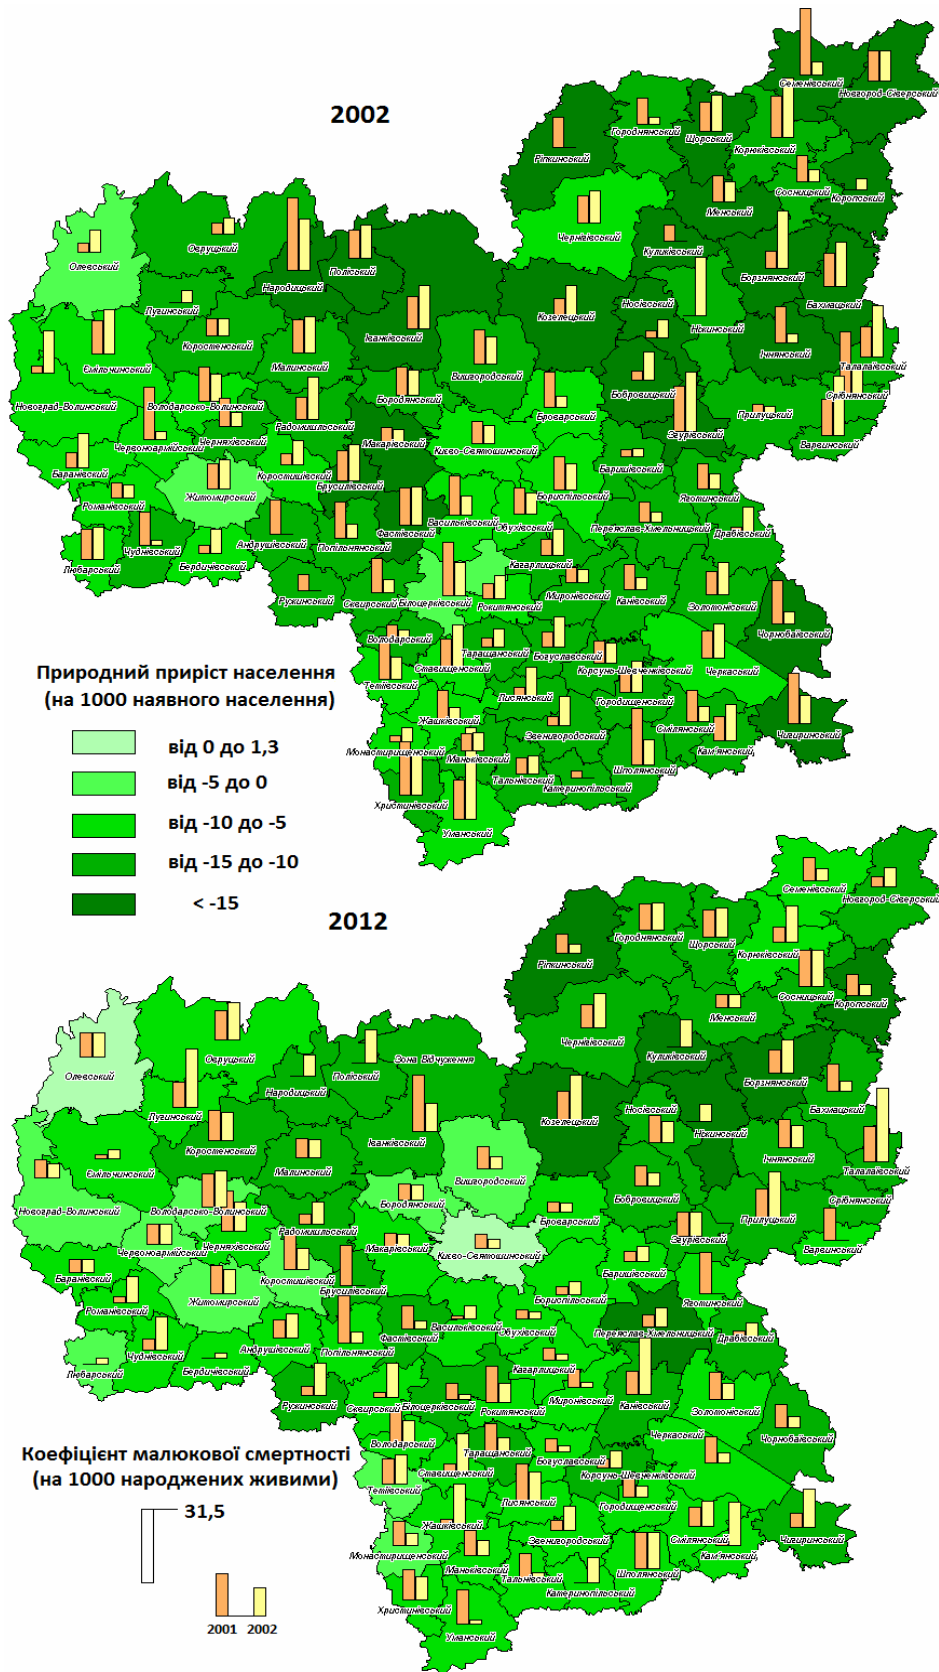 2002
Семенівський
Новгород-Сіверський
Городнянський
Щорський
Корюківський
Ріпкинський
Сосницький
Коропський
Менський
Чернігівський
Куликівський
Олевський
Овруцький
Поліський
Борзнянський
Народицький
Бахмацький
Лугинський
Козелецький
Носівський
Ніжинський
Іванківський
Коростенський
Ічнянський
Ємільчинський
Малинський
Вишгородський
Талалаївський
Бобровицький
Срібнянський
Новоград-Волинський
Володарсько-Волинський
Бородянський
Броварський
Прилуцький
Радомишльський
Згурівський
Варвинський
Червоноармійський
Черняхівський
Макарівський
Києво-Святошинський
Баранівський
Коростишівський
Баришівський
Брусилівський
Бориспільський
Яготинський
Романівський
Житомирський
Васильківський
Обухівський
Переяслав-Хмельницький
Драбівський
Чуднівський
Андрушівський
Попільнянський
Фастівський
Любарський
Бердичівський
Кагарлицький
Ружинський
Сквирський
Білоцерківський
Рокитянський
Миронівський
Канівський
Золотоніський
Чорнобаївський
Володарський
Таращанський
Богуславський
Ставищенський
Корсунь-Шевченківський
Черкаський
Тетіївський
Лисянський
Городищенський
Жашківський
Звенигородський
Смілянський
Чигиринський
Монастирищенський
Маньківський
Кам'янський
Шполянський
Тальнівський
Катеринопільський
Христинівський
Уманський
Природний приріст населення
(на 1000 наявного населення)
від 0 до 1,3
від -5 до 0
від -10 до -5
від -15 до -10
< -15
2012
Семенівський
Новгород-Сіверський
Городнянський
Щорський
Корюківський
Ріпкинський
Сосницький
Коропський
Менський
Чернігівський
Куликівський
Овруцький
Зона Відчуження
Олевський
Поліський
Народицький
Борзнянський
Бахмацький
Лугинський
Козелецький
Носівський
Ніжинський
Іванківський
Коростенський
Ічнянський
Талалаївський
Ємільчинський
Малинський
Вишгородський
Бобровицький
Срібнянський
Новоград-Волинський
Володарсько-Волинський
Бородянський
Броварський
Прилуцький
Радомишльський
Згурівський
Варвинський
Червоноармійський
Черняхівський
Макарівський
Києво-Святошинський
Баранівський
Коростишівський
Баришівський
Брусилівський
Бориспільський
Яготинський
Романівський
Житомирський
Васильківський
Обухівський
Переяслав-Хмельницький
Драбівський
Чуднівський
Андрушівський
Попільнянський
Фастівський
Любарський
Бердичівський
Кагарлицький
Ружинський
Сквирський
Білоцерківський
Рокитянський
Миронівський
Канівський
Золотоніський
Чорнобаївський
Володарський
Таращанський
Богуславський
Ставищенський
Корсунь-Шевченківський
Черкаський
Тетіївський
Лисянський
Городищенський
Жашківський
Звенигородський
Смілянський
Чигиринський
Монастирищенський
Маньківський
Кам'янський
Шполянський
Тальнівський
Катеринопільський
Христинівський
Уманський
Коефіцієнт малюкової смертності
(на 1000 народжених живими)
31,5
2001 2002